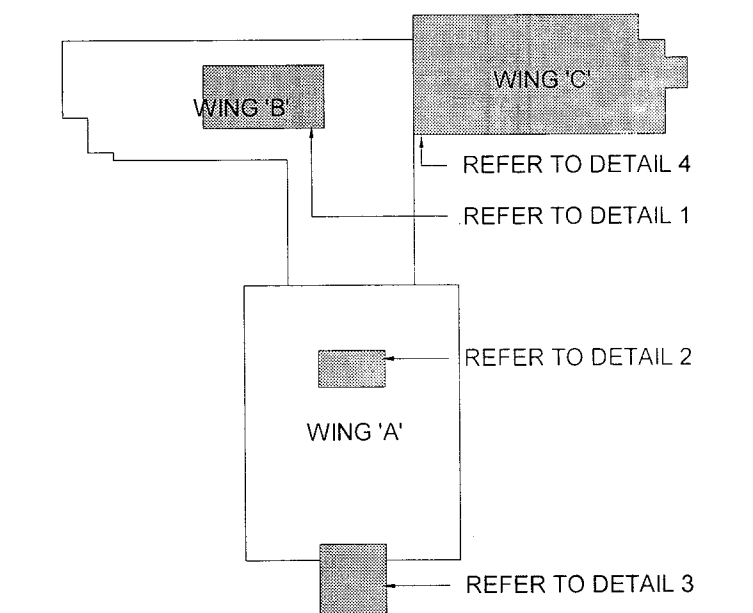 WING 'C'
WING 'B'
REFER TO DETAIL 4
REFER TO DETAIL 1
REFER TO DETAIL 2
WING 'A'
REFER TO DETAIL 3